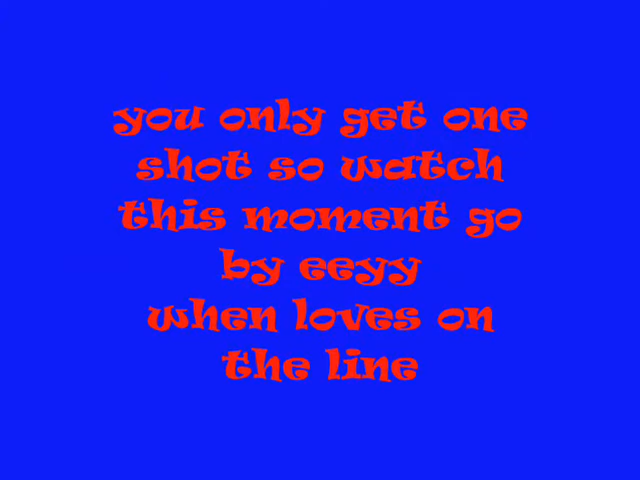 you only get one
shot so watch
this moment go
by eeyy
when loves on
the line